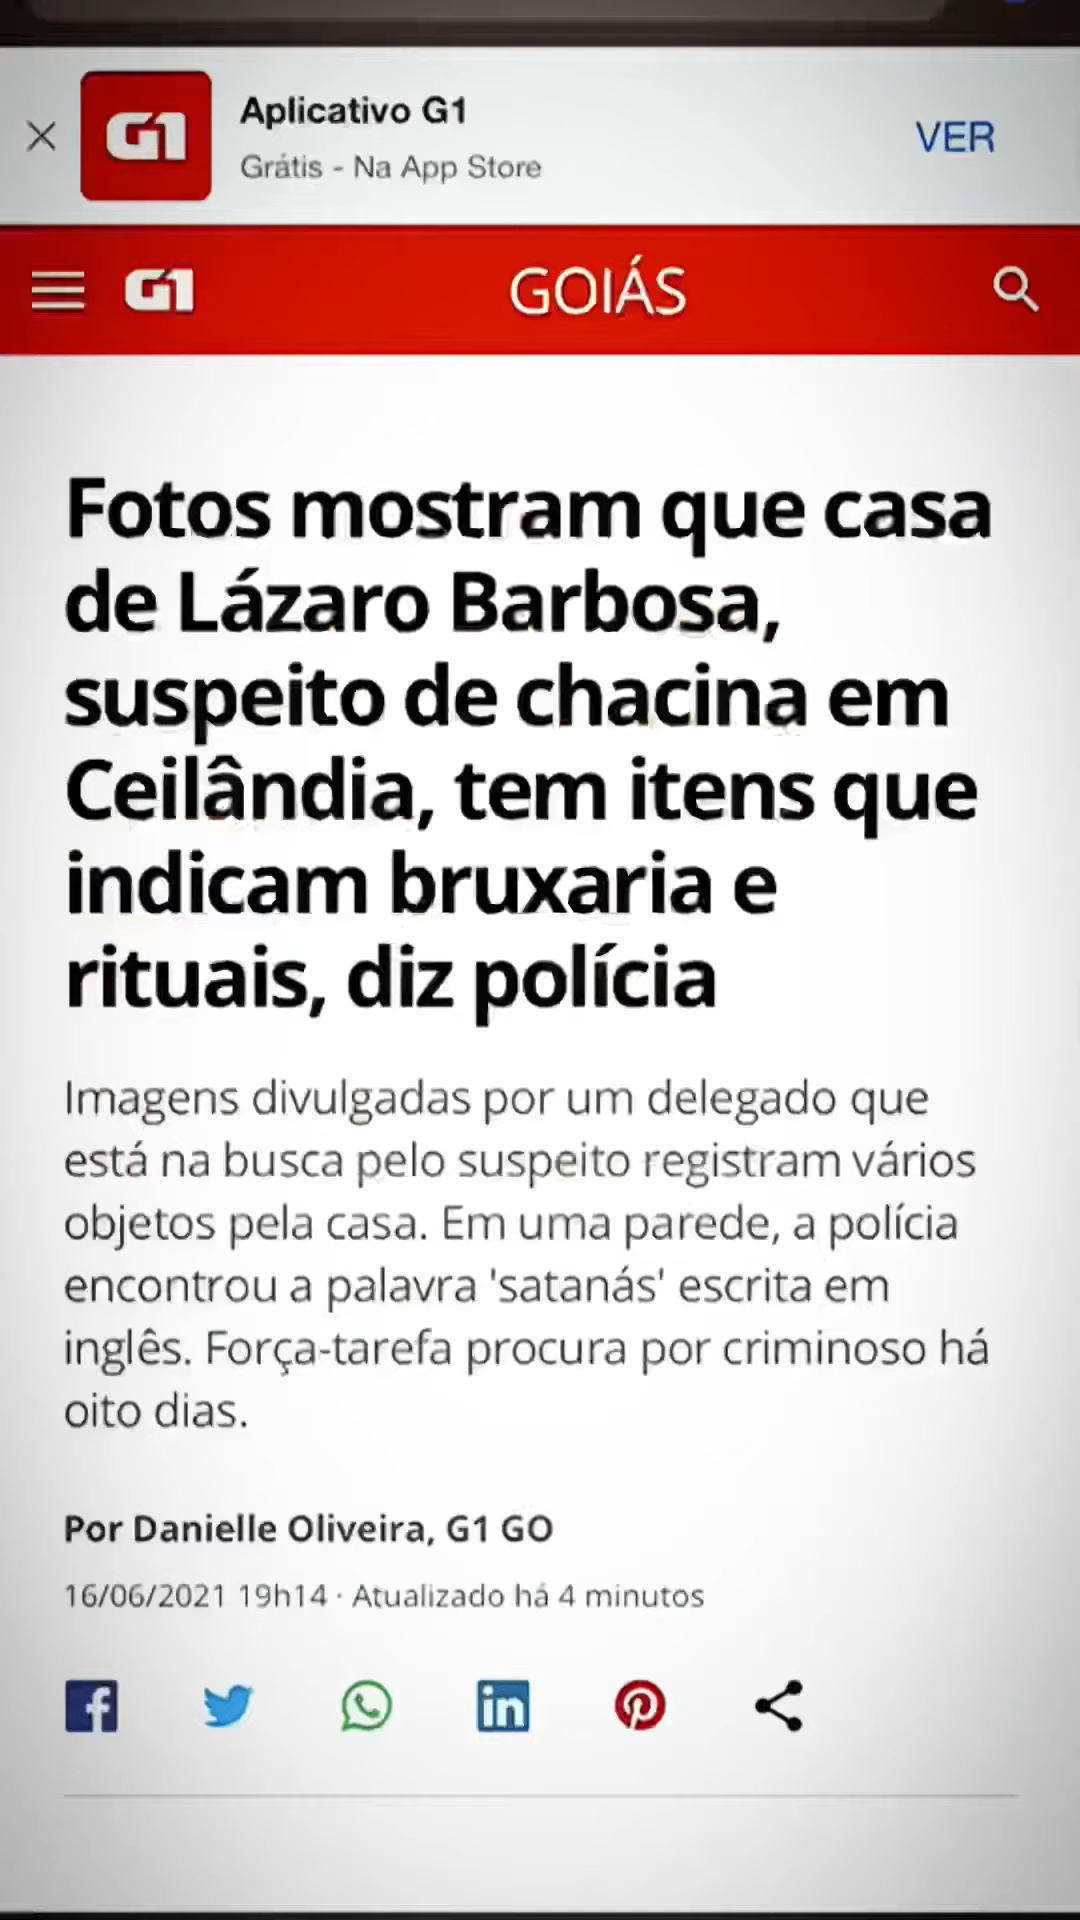 G1
Aplicativo G1
Grátis - Na App Store
VER
G1
GOIÁS
Fotos mostram que casa
de Lázaro Barbosa,
suspeito de chacina em
Ceilândia, tem itens que
indicam bruxaria e
rituais, diz polícia
Imagens divulgadas por um delegado que
está na busca pelo suspeito registram vários
objetos pela casa. Em uma parede, a polícia
encontrou a palavra 'satanás' escrita em
inglês. Força-tarefa procura por criminoso há
oito dias.
Por Danielle Oliveira, G1 GO
16/06/2021 19h14 · Atualizado há 4 minutos